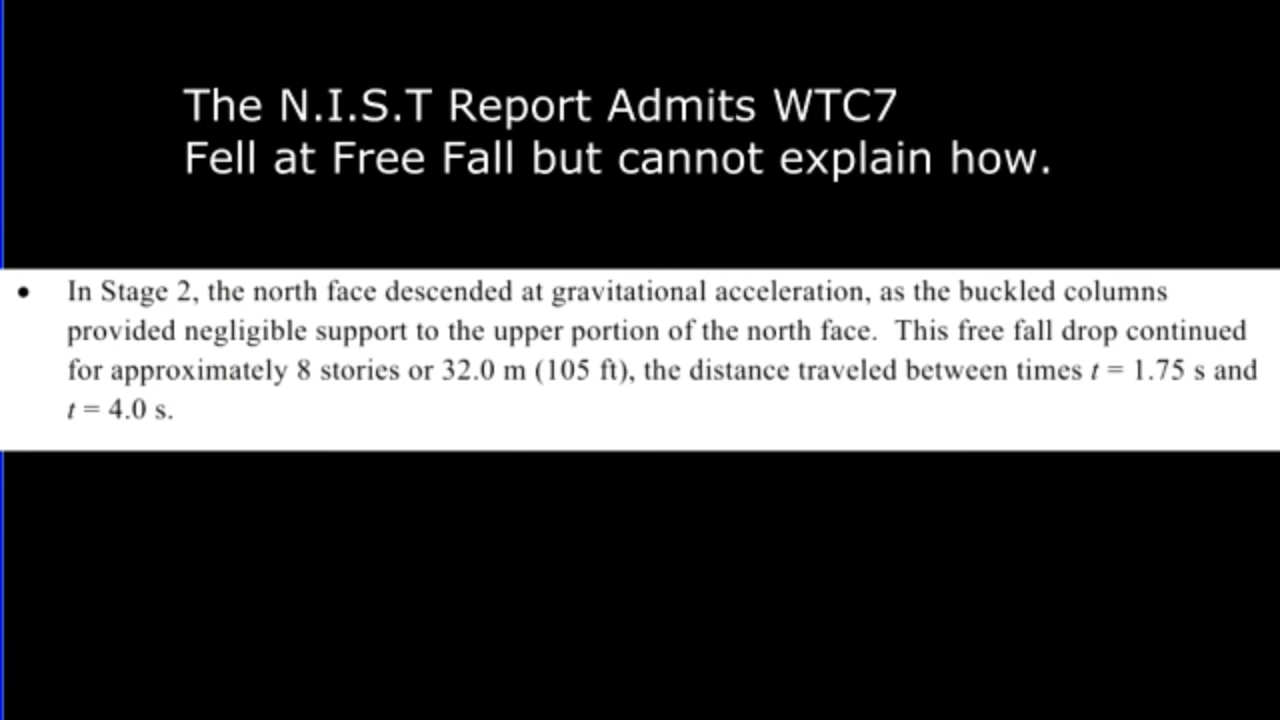 The N.I.S.T Report Admits WTC7
Fell at Free Fall but cannot explain how.
• In Stage 2, the north face descended at gravitational acceleration, as the buckled columns
provided negligible support to the upper portion of the north face. This free fall drop continued
for approximately 8 stories or 32.0 m (105 ft), the distance traveled between times t = 1.75 s and
t = 4.0 s.